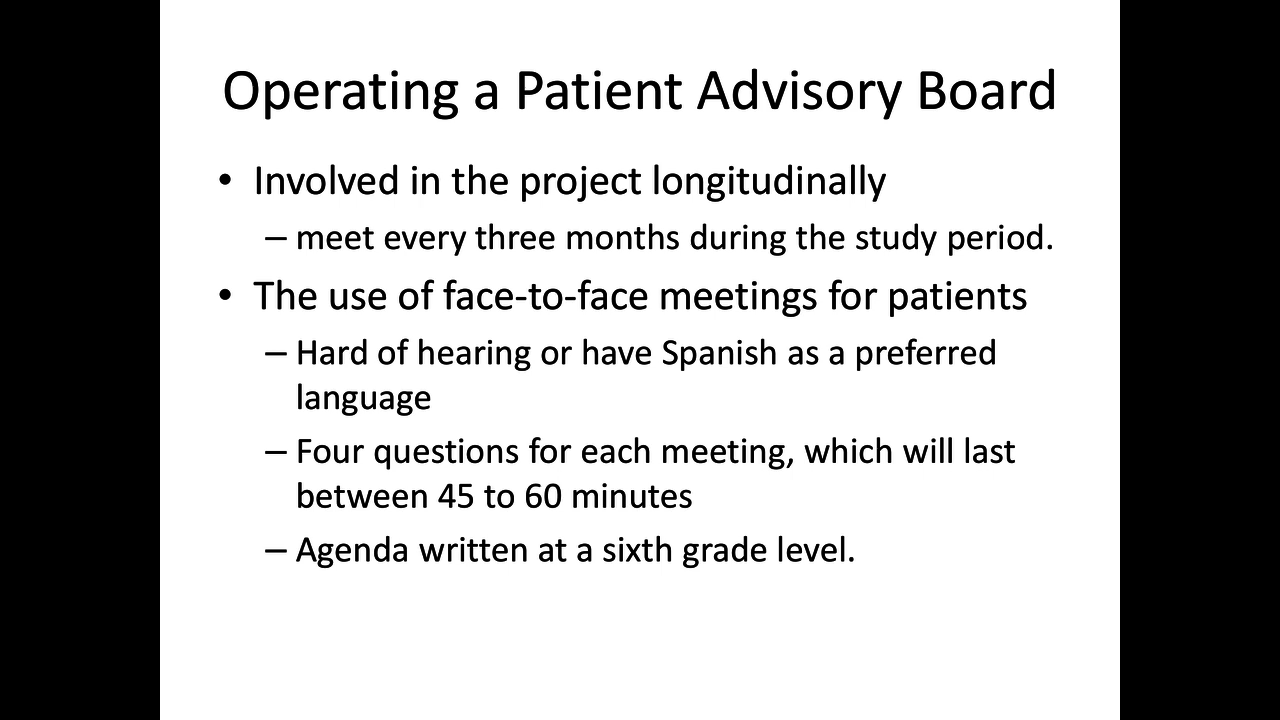 Operating a Patient Advisory Board
• Involved in the project longitudinally
– meet every three months during the study period.
• The use of face-to-face meetings for patients
– Hard of hearing or have Spanish as a preferred
language
– Four questions for each meeting, which will last
between 45 to 60 minutes
– Agenda written at a sixth grade level.